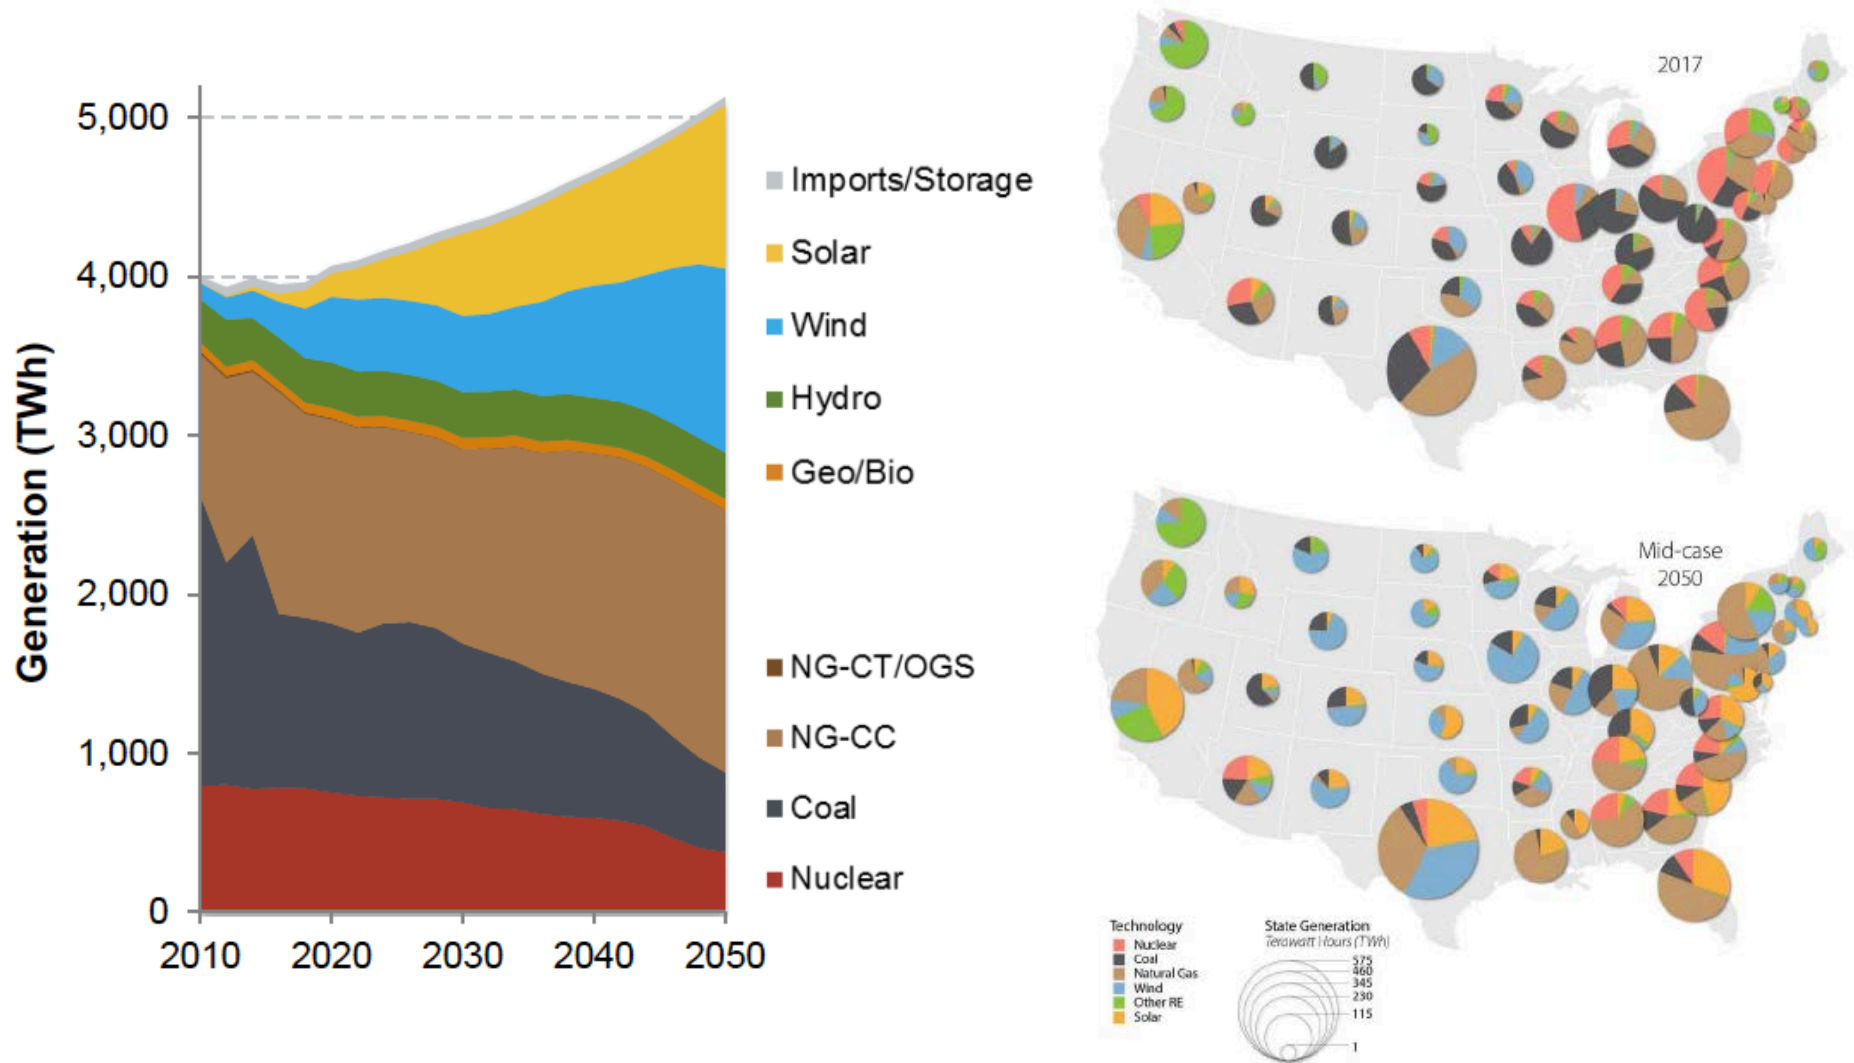 Generation (TWh)
5,000
4,000
3,000
2,000
1,000
0
2010
2020
2030
2040
2050
Imports/Storage
Solar
Wind
Hydro
Geo/Bio
NG-CT/OGS
NG-CC
Coal
Nuclear
2017
Mid-case
2050
Technology
Nuclear
Coal
Natural Gas
Wind
Other RE
Solar
State Generation
Terawatt Hours (TWh)
575
460
345
230
115
1